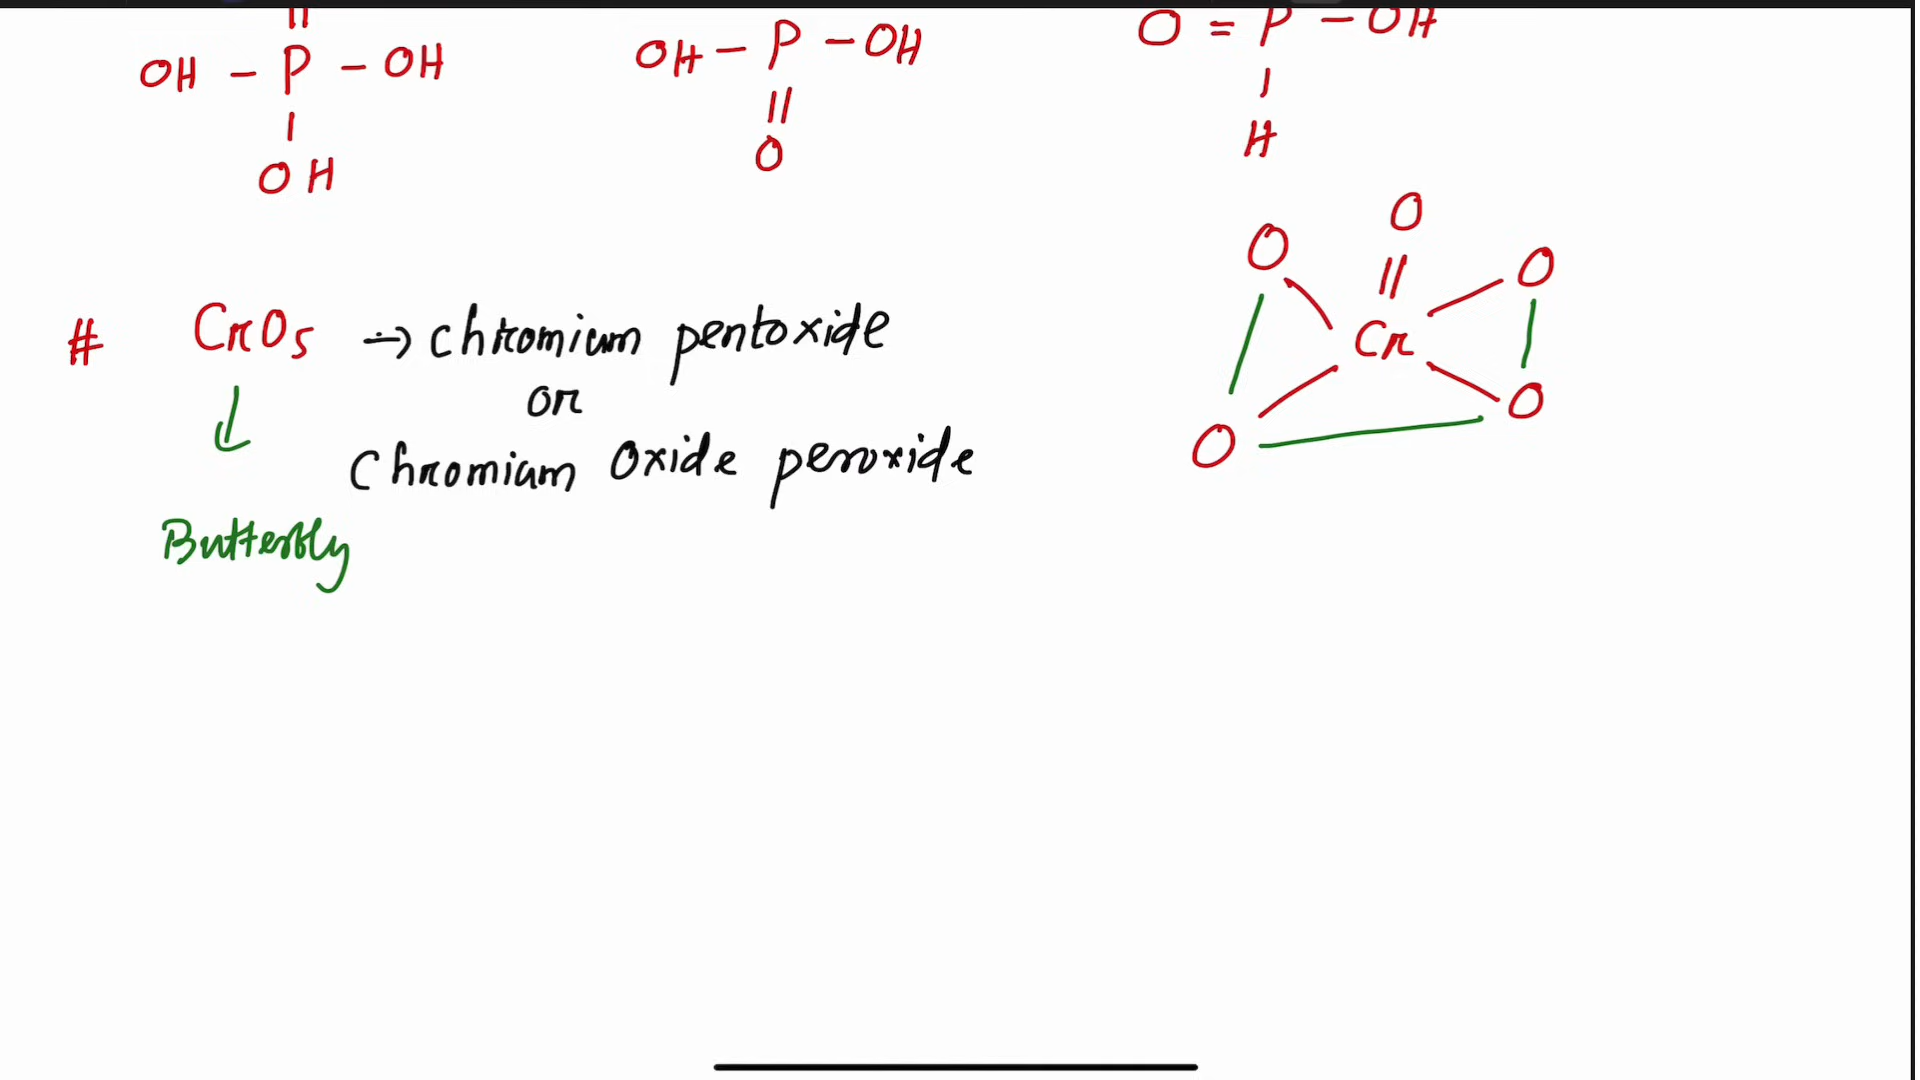 OH - P - OH
OH
OH - P - OH
O
O = P - OH
H
# CrO5 → chromium pentoxide
or
Chromium Oxide peroxide
Butterfly
O
O
O
Cr
O
O